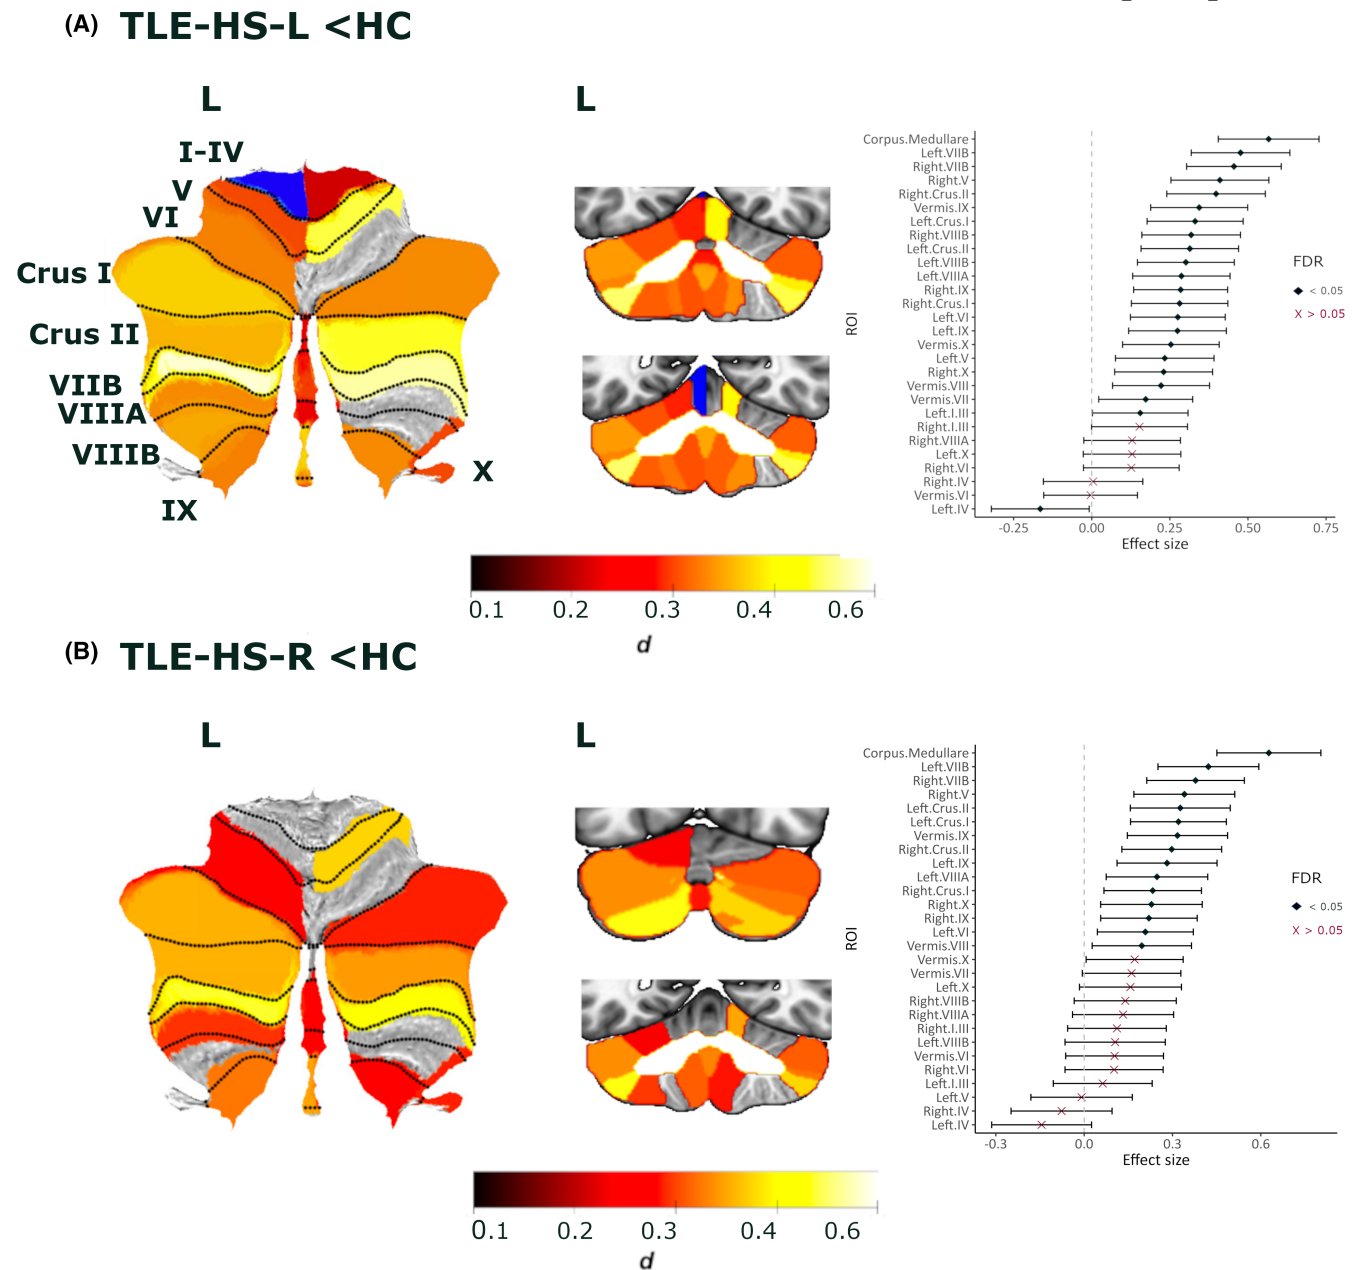 (A) TLE-HS-L <HC
L
L
I-IV
V
VI
Crus I
Crus II
VIIB
VIIIA
VIIIB
IX
X
Corpus.Medullare
Left.VIIB
Right.VIIB
Right.V
Right.Crus.II
Vermis.IX
Left.Crus.I
Right.VIIIB
Left.Crus.II
Left.VIIIB
Left.VIIIA
Right.IX
Right.Crus.I
Left.VI
Left.IX
Vermis.X
Left.V
Right.X
Vermis.VIII
Vermis.VII
Left.I.III
Right.I.III
Right.VIIIA
Left.X
Right.VI
Right.IV
Vermis.VI
Left.IV
ROI
-0.25 0.00 0.25 0.50 0.75
Effect size
FDR
< 0.05
X > 0.05
0.1 0.2 0.3 0.4 0.6
d
(B) TLE-HS-R <HC
L
L
Corpus.Medullare
Left.VIIB
Right.VIIB
Right.V
Left.Crus.II
Left.Crus.I
Vermis.IX
Right.Crus.II
Left.IX
Left.VIIIA
Right.Crus.I
Right.X
Right.IX
Left.VI
Vermis.VIII
Vermis.X
Vermis.VII
Left.X
Right.VIIIB
Right.VIIIA
Right.I.III
Left.VIIIB
Vermis.VI
Right.VI
Left.I.III
Left.V
Right.IV
Left.IV
ROI
-0.3 0.0 0.3 0.6
Effect size
FDR
< 0.05
X > 0.05
0.1 0.2 0.3 0.4 0.6
d